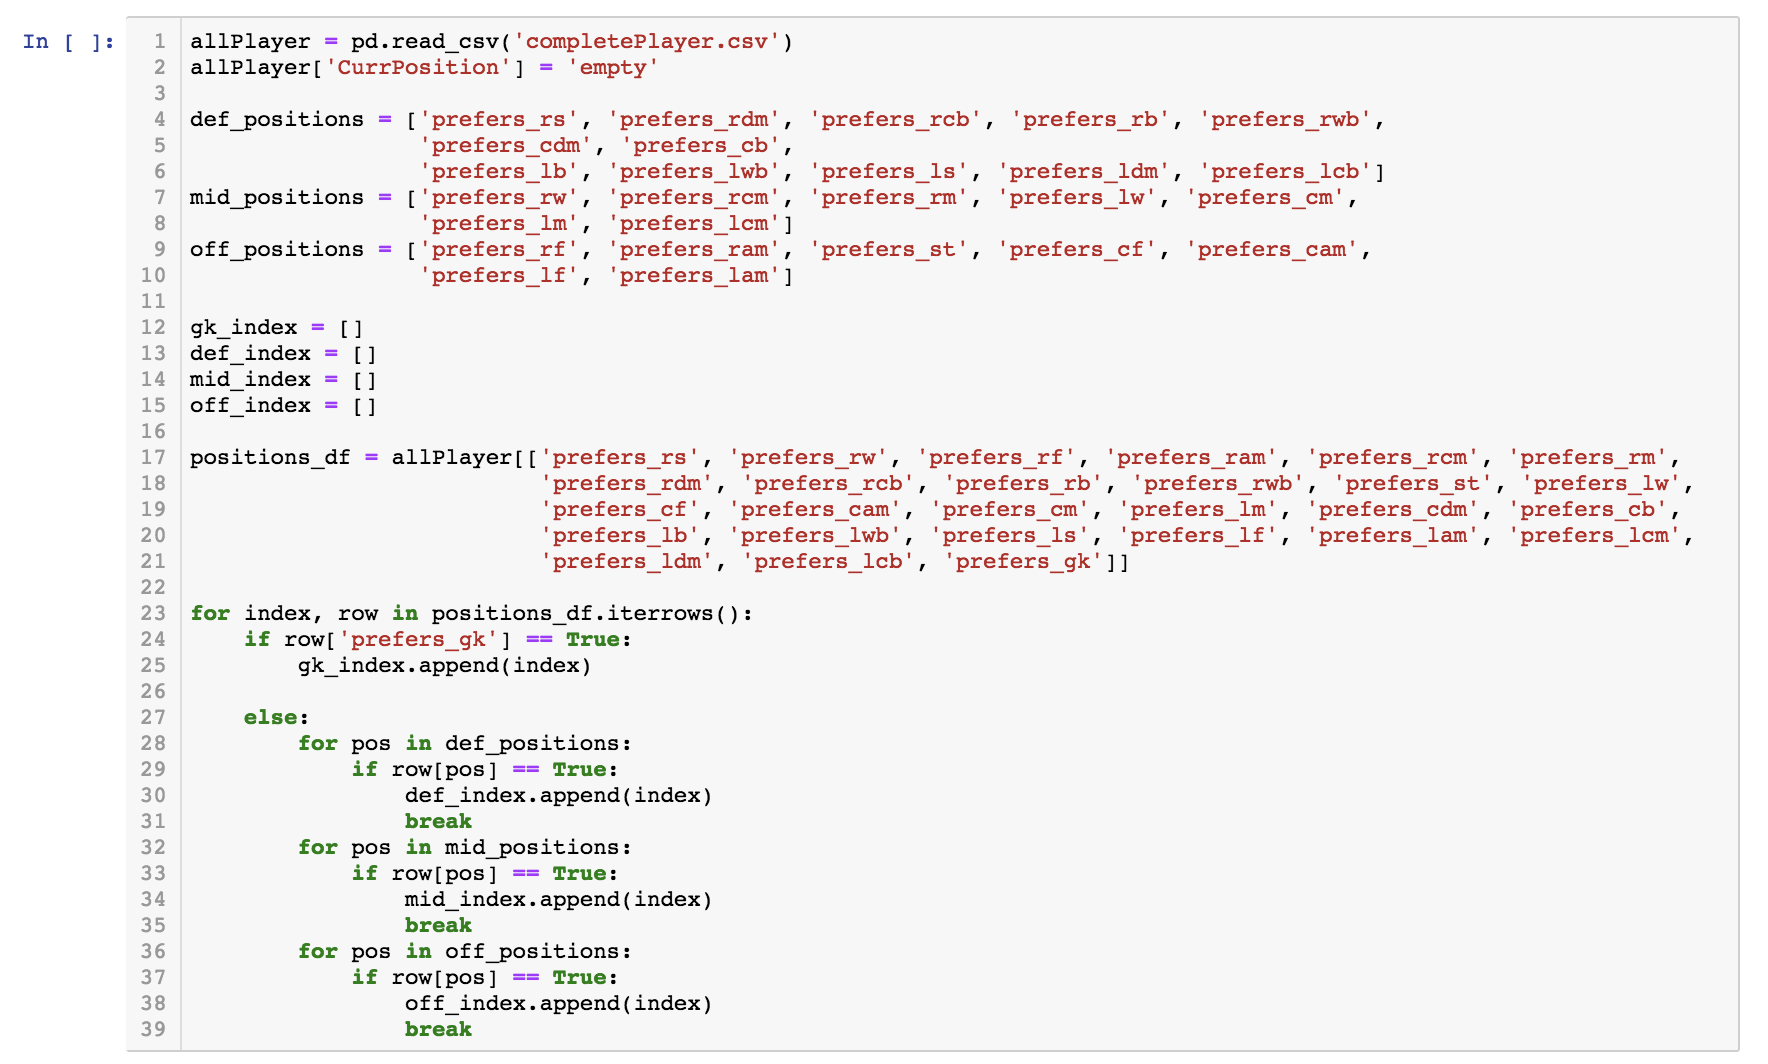 In [ ]:
1 allPlayer = pd.read_csv('completePlayer.csv')
2 allPlayer['CurrPosition'] = 'empty'
3
4 def_positions = ['prefers_rs', 'prefers_rdm', 'prefers_rcb', 'prefers_rb', 'prefers_rwb',
5                  'prefers_cdm', 'prefers_cb',
6                  'prefers_lb', 'prefers_lwb', 'prefers_ls', 'prefers_ldm', 'prefers_lcb']
7 mid_positions = ['prefers_rw', 'prefers_rcm', 'prefers_rm', 'prefers_lw', 'prefers_cm',
8                  'prefers_lm', 'prefers_lcm']
9 off_positions = ['prefers_rf', 'prefers_ram', 'prefers_st', 'prefers_cf', 'prefers_cam',
10                  'prefers_lf', 'prefers_lam']
11
12 gk_index = []
13 def_index = []
14 mid_index = []
15 off_index = []
16
17 positions_df = allPlayer[['prefers_rs', 'prefers_rw', 'prefers_rf', 'prefers_ram', 'prefers_rcm', 'prefers_rm',
18                           'prefers_rdm', 'prefers_rcb', 'prefers_rb', 'prefers_rwb', 'prefers_st', 'prefers_lw',
19                           'prefers_cf', 'prefers_cam', 'prefers_cm', 'prefers_lm', 'prefers_cdm', 'prefers_cb',
20                           'prefers_lb', 'prefers_lwb', 'prefers_ls', 'prefers_lf', 'prefers_lam', 'prefers_lcm',
21                           'prefers_ldm', 'prefers_lcb', 'prefers_gk']]
22
23 for index, row in positions_df.iterrows():
24     if row['prefers_gk'] == True:
25         gk_index.append(index)
26
27     else:
28         for pos in def_positions:
29             if row[pos] == True:
30                 def_index.append(index)
31                 break
32         for pos in mid_positions:
33             if row[pos] == True:
34                 mid_index.append(index)
35                 break
36         for pos in off_positions:
37             if row[pos] == True:
38                 off_index.append(index)
39                 break